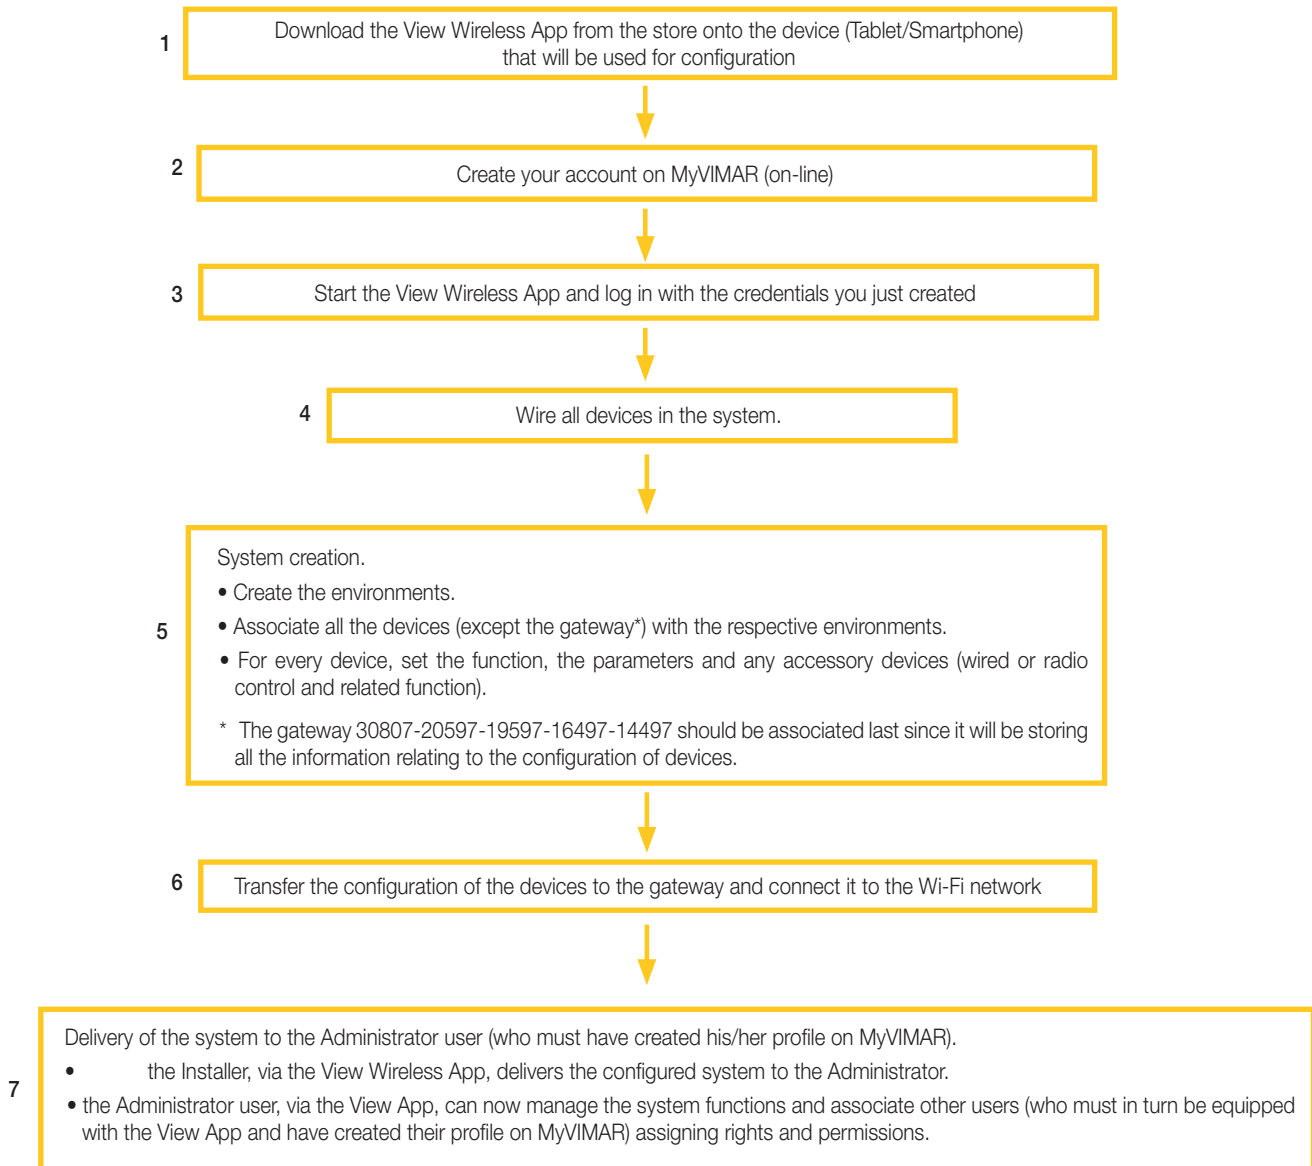 1
Download the View Wireless App from the store onto the device (Tablet/Smartphone)
that will be used for configuration
2
Create your account on MyVIMAR (on-line)
3
Start the View Wireless App and log in with the credentials you just created
4
Wire all devices in the system.
5
System creation.
• Create the environments.
• Associate all the devices (except the gateway*) with the respective environments.
• For every device, set the function, the parameters and any accessory devices (wired or radio
control and related function).
* The gateway 30807-20597-19597-16497-14497 should be associated last since it will be storing
all the information relating to the configuration of devices.
6
Transfer the configuration of the devices to the gateway and connect it to the Wi-Fi network
7
Delivery of the system to the Administrator user (who must have created his/her profile on MyVIMAR).
• the Installer, via the View Wireless App, delivers the configured system to the Administrator.
• the Administrator user, via the View App, can now manage the system functions and associate other users (who must in turn be equipped
with the View App and have created their profile on MyVIMAR) assigning rights and permissions.